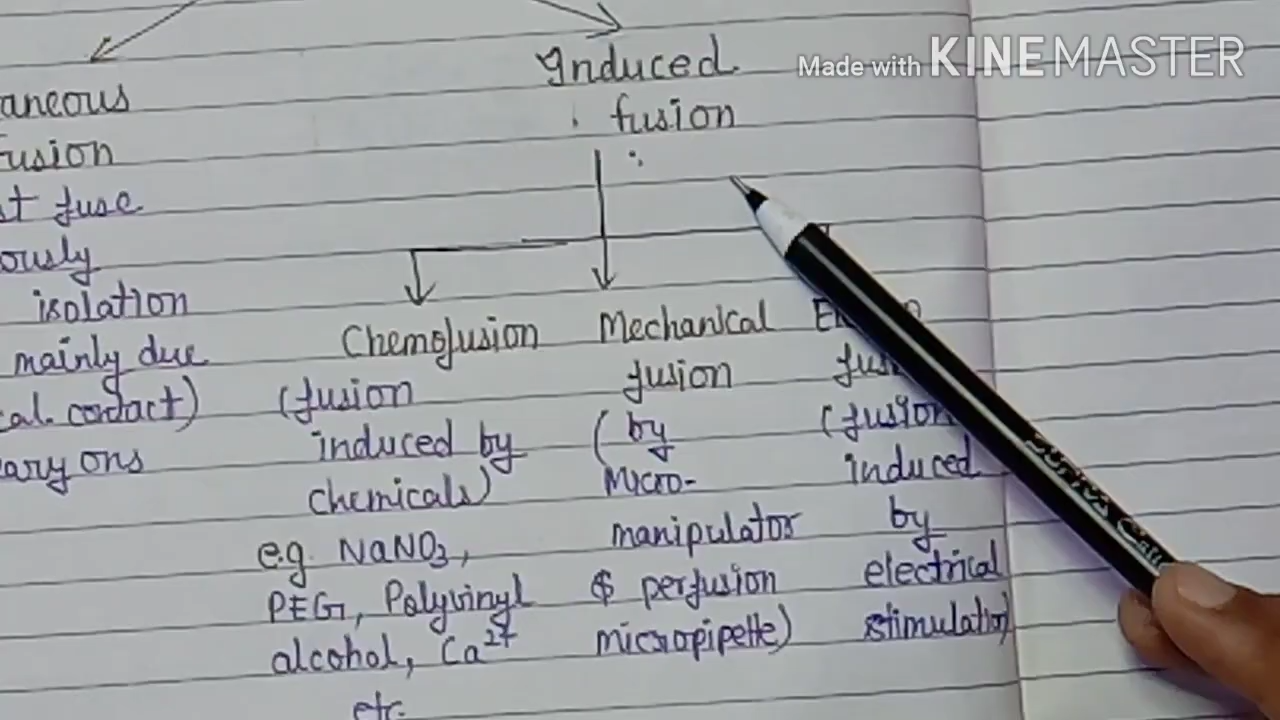 Made with KINEMASTER
aneous
fusion
st fuse
ously
isolation
mainly due
cal contact)
aryons
Induced
fusion
Chemofusion
(fusion
induced by
chemicals)
e.g. NaNO3,
PEG, Polyvinyl
alcohol, Ca2+
etc.
Mechanical
fusion
(by
Micro-
manipulator
& perfusion
micropipette)
(fusion
induced
by
electrical
stimulation)